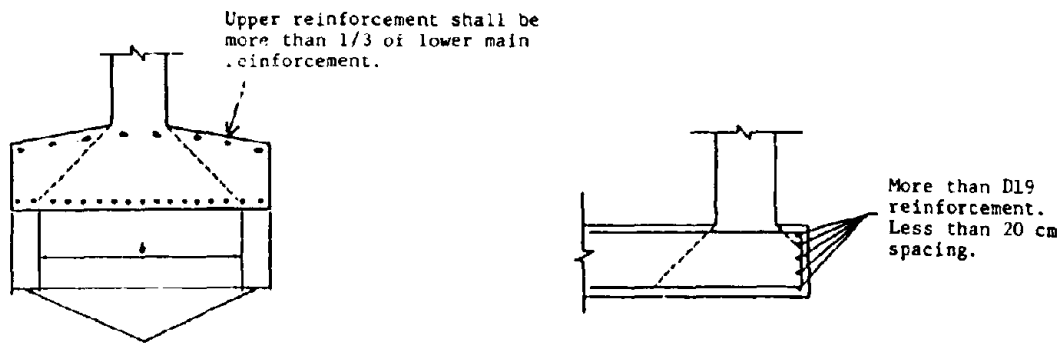 Upper reinforcement shall be
more than 1/3 of lower main
.einforcement.
More than D19
reinforcement.
Less than 20 cm
spacing.